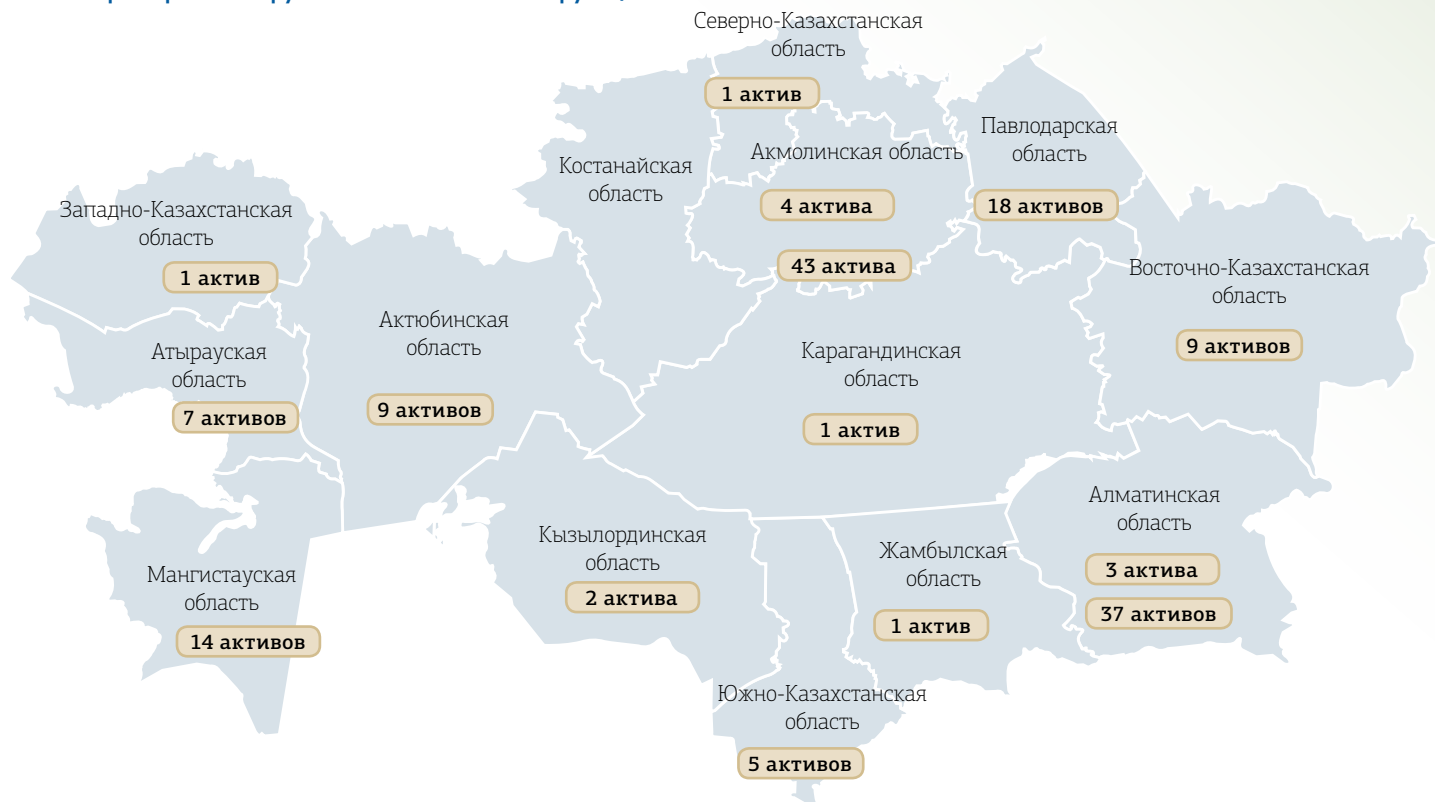 Северно-Казахстанская
область
1 актив
Павлодарская
область
18 активов
Акмолинская область
4 актива
43 актива
Костанайская
область
Западно-Казахстанская
область
1 актив
Восточно-Казахстанская
область
9 активов
Актюбинская
область
9 активов
Атырауская
область
7 активов
Карагандинская
область
1 актив
Алматинская
область
3 актива
37 активов
Кызылординская
область
2 актива
Жамбылская
область
1 актив
Мангистауская
область
14 активов
Южно-Казахстанская
область
5 активов